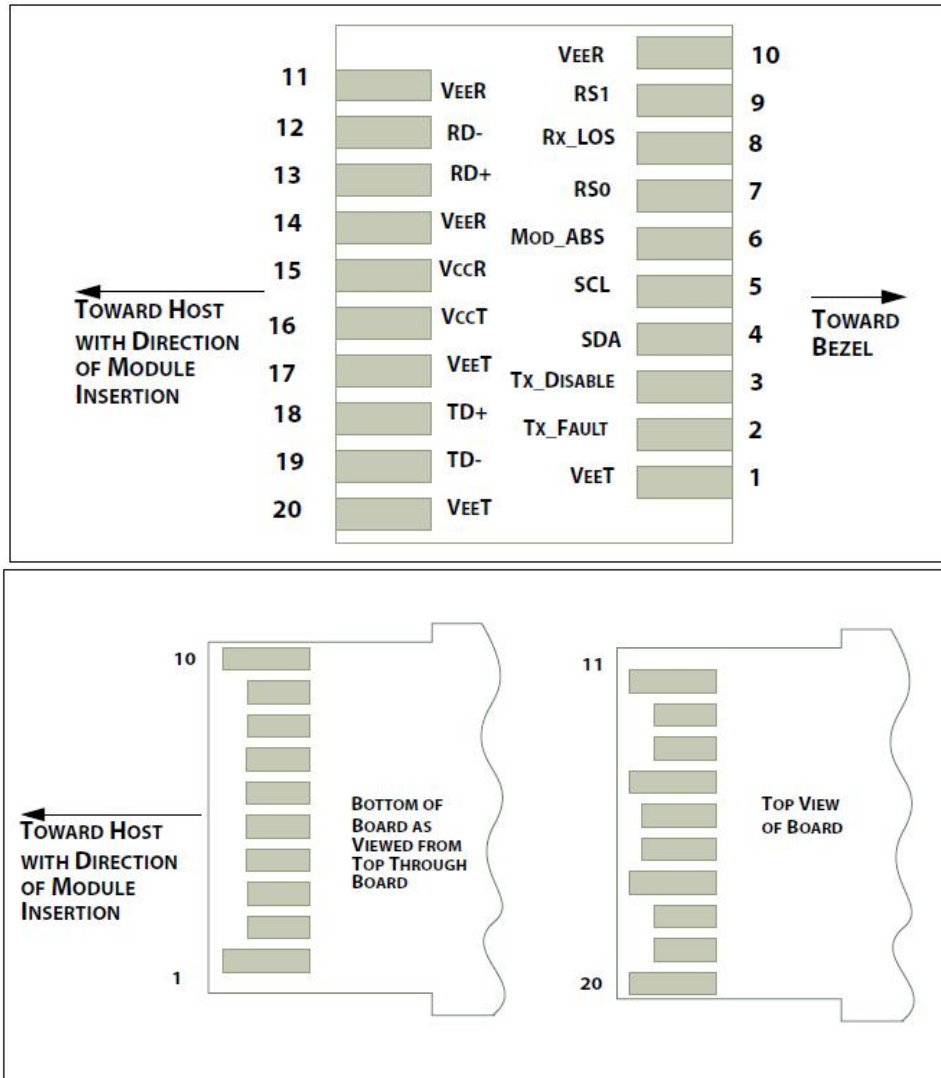 VEER 10
11 VEER
RS1 9
12 RD-
RX_LOS 8
13 RD+
RS0 7
14 VEER
MOD_ABS 6
15 VCCR
SCL 5
16 VCCT
SDA 4
17 VEET
TX_DISABLE 3
18 TD+
TX_FAULT 2
19 TD-
VEET 1
20 VEET
TOWARD HOST
WITH DIRECTION
OF MODULE
INSERTION
TOWARD
BEZEL
10
1
TOWARD HOST
WITH DIRECTION
OF MODULE
INSERTION
BOTTOM OF
BOARD AS
VIEWED FROM
TOP THROUGH
BOARD
11
20
TOP VIEW
OF BOARD